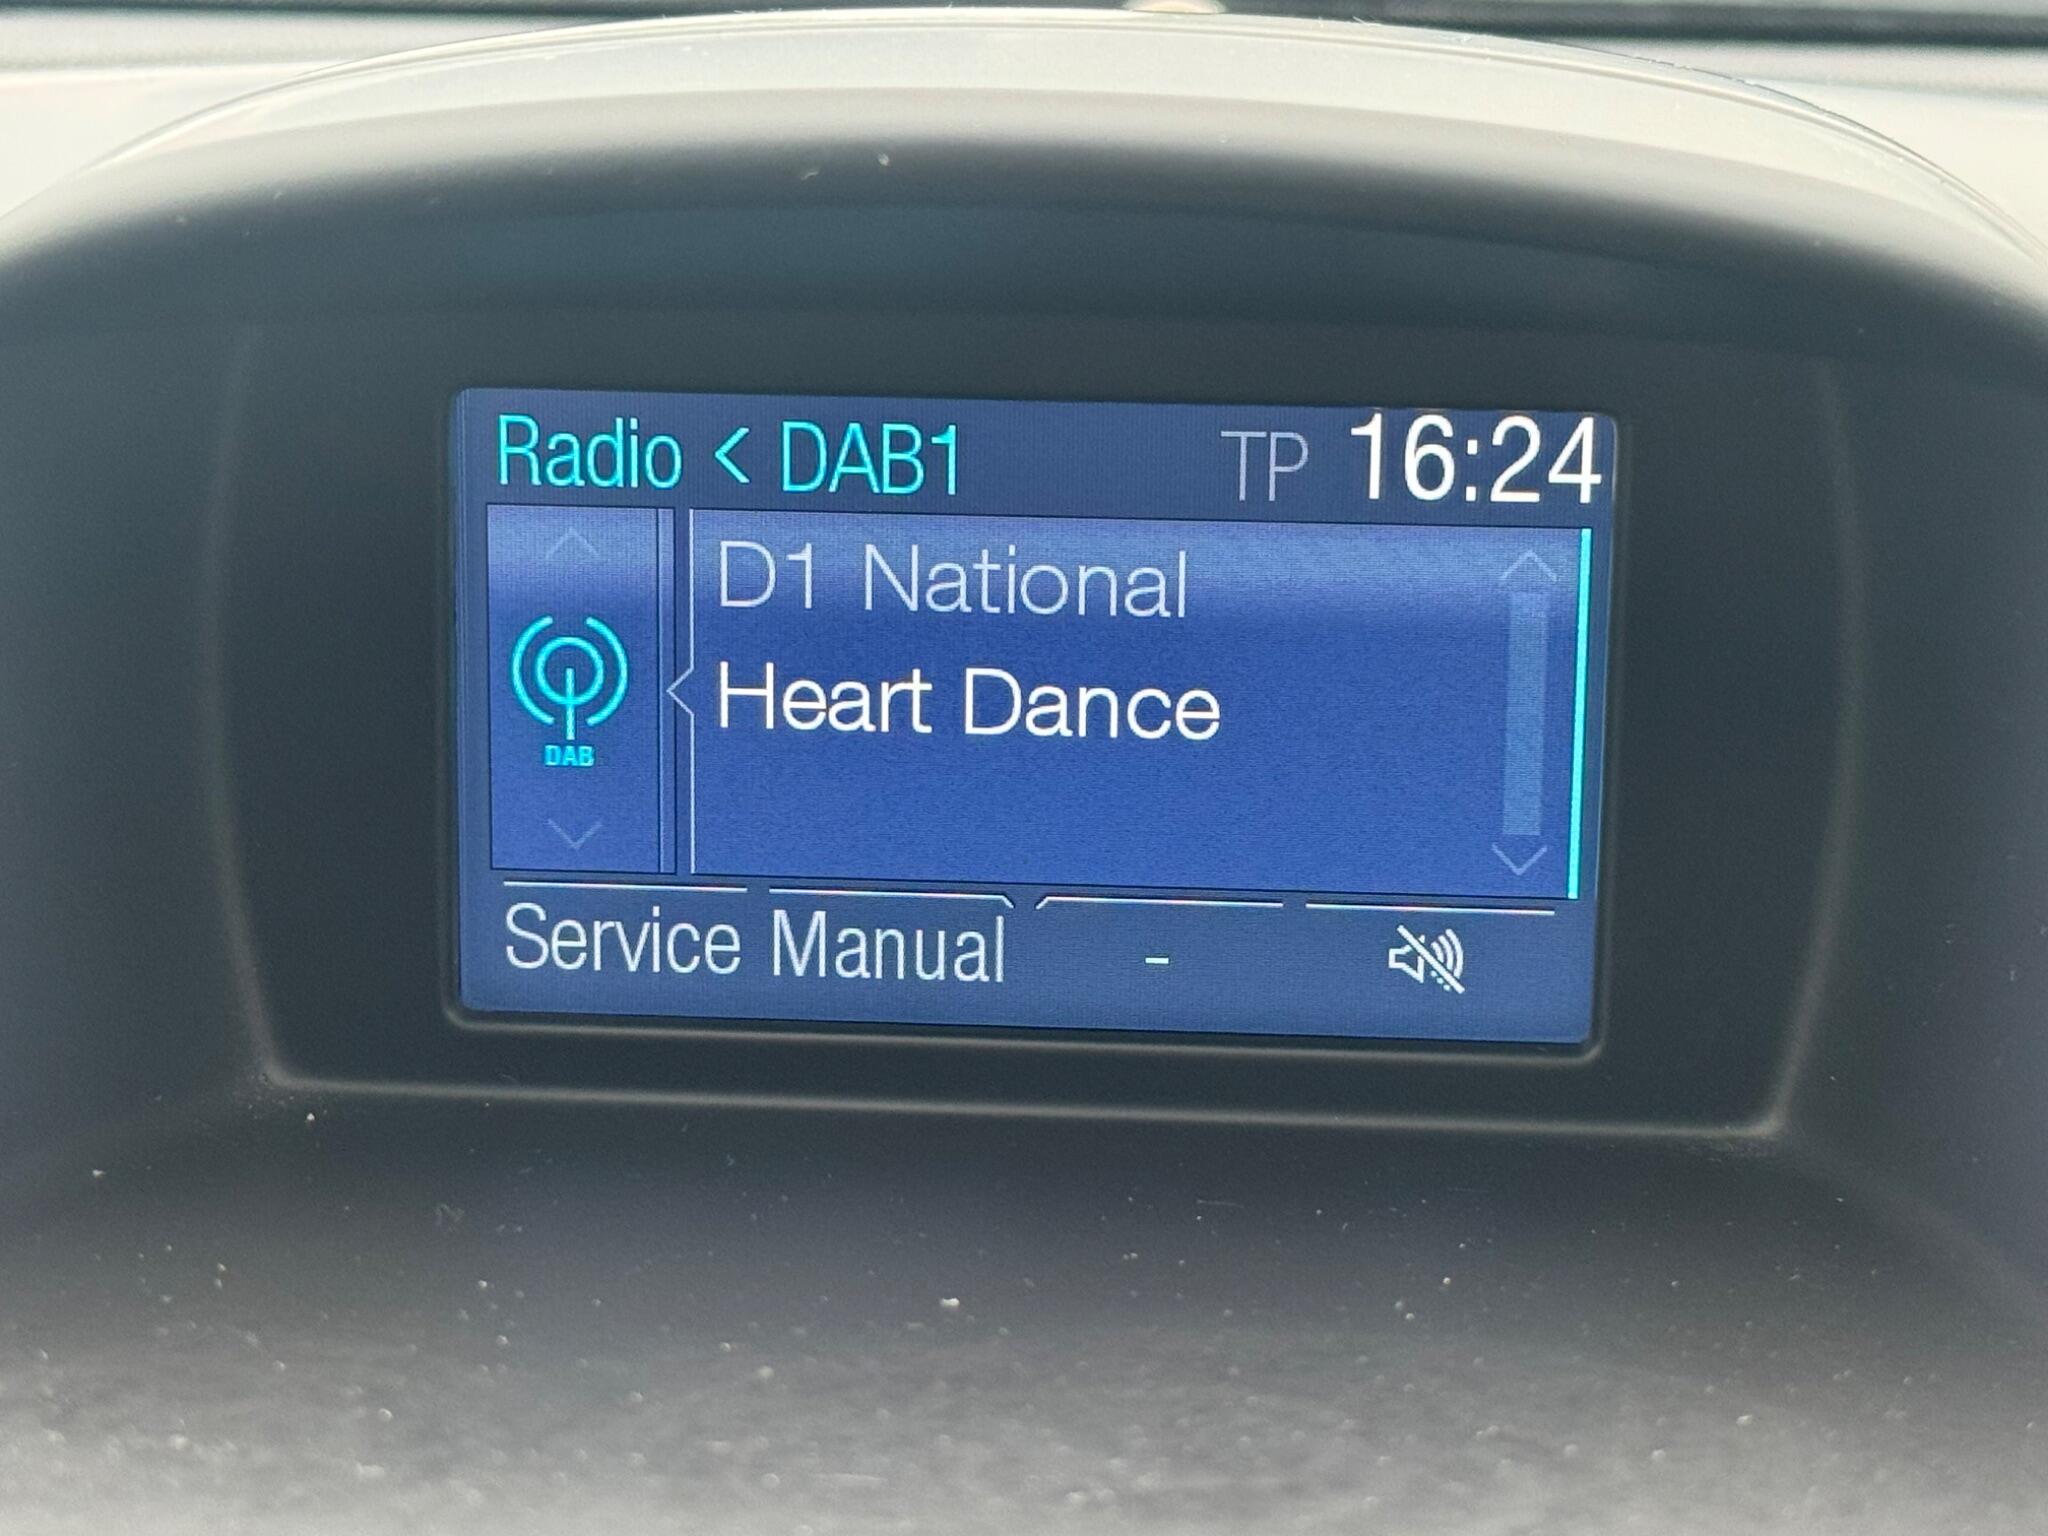 Radio < DAB1 TP 16:24
D1 National
Heart Dance
DAB
Service Manual -